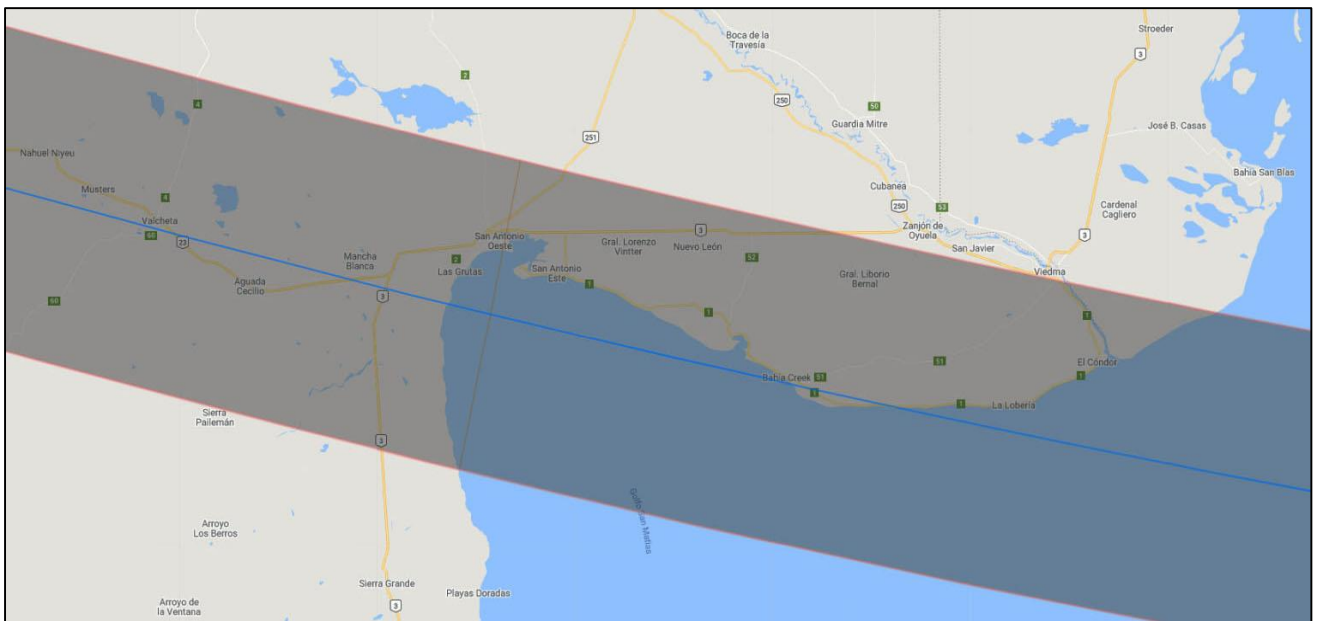 Stroeder
Boca de la
Travesía
3
2
250
4
50
Guardia Mitre
251
José B. Casas
Nahuel Niyeu
Bahia San Blas
Musters
4
Cubanea
250
53
Cardenal
Cagliero
Valcheta
60
23
San Antonio
Oeste
3
Zanjón de
Oyuela
3
Gral. Lorenzo
Vintter
Nuevo León
San Javier
Mancha
Blanca
2
52
Las Grutas
San Antonio
Este
Gral. Liborio
Bernal
Viedma
Aguada
Cecilio
1
3
60
1
1
51
El Cóndor
Bahía Creek
51
1
1
1
La Lobería
Sierra
Pailemán
3
Golfo San Matías
Arroyo
Los Berros
Sierra Grande
Playas Doradas
Arroyo de
la Ventana
3